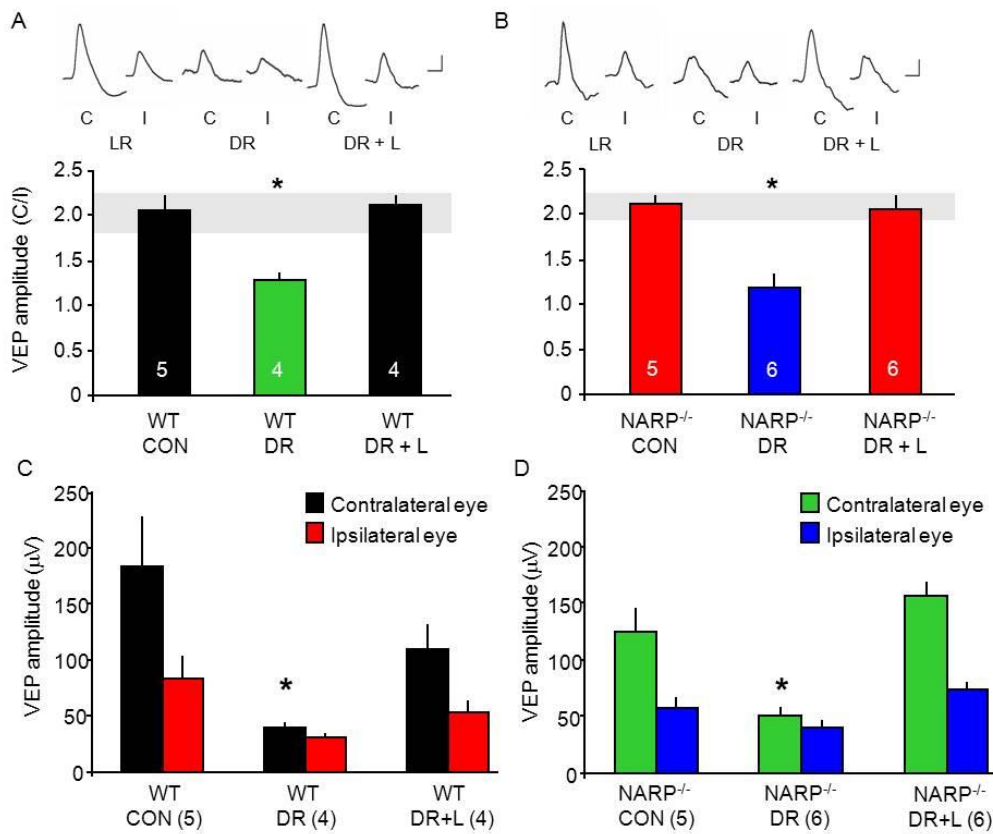 A
C I C I C I
LR DR DR + L
VEP amplitude (C/I)
2.5
2.0
1.5
1.0
0.5
0
*
5 4 4
WT WT WT
CON DR DR + L
B
C I C I C I
LR DR DR + L
2.5
2.0
1.5
1.0
0.5
0
*
5 6 6
NARP-/- NARP-/- NARP-/-
CON DR DR + L
C
VEP amplitude (μV)
250
200
150
100
50
0
Contralateral eye
Ipsilateral eye
*
WT WT WT
CON (5) DR (4) DR+L (4)
D
VEP amplitude (μV)
250
200
150
100
50
0
Contralateral eye
Ipsilateral eye
*
NARP-/- NARP-/- NARP-/-
CON (5) DR (6) DR+L (6)